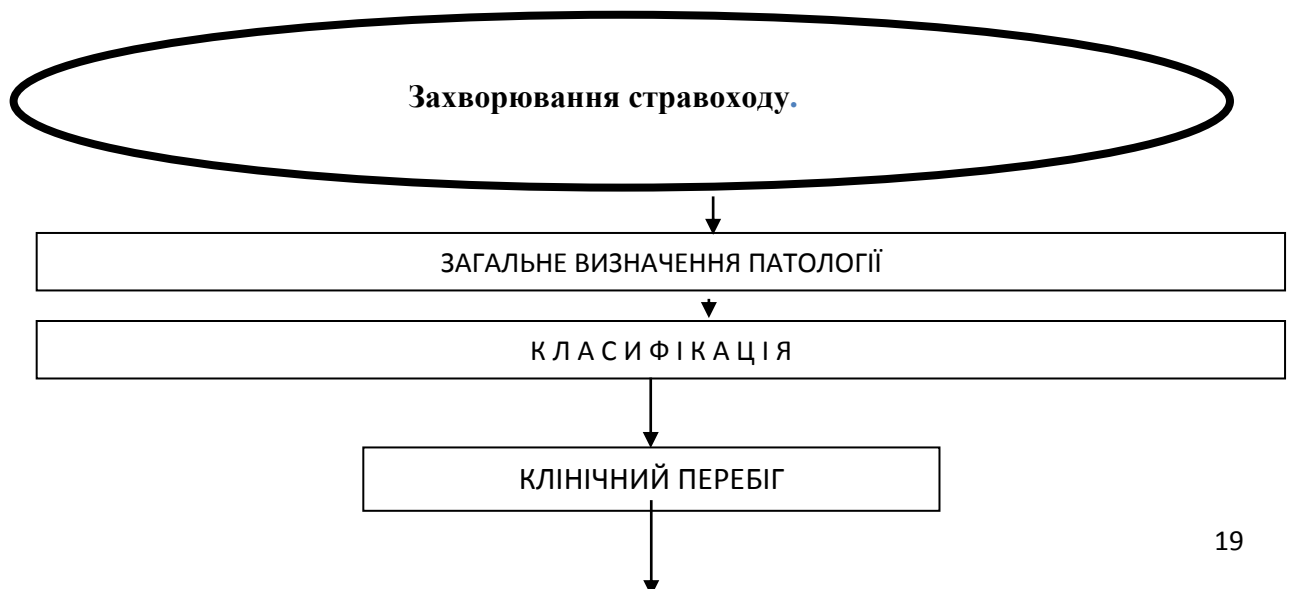 Захворювання стравоходу.
ЗАГАЛЬНЕ ВИЗНАЧЕННЯ ПАТОЛОГІЇ
К Л А С И Ф І К А Ц І Я
КЛІНІЧНИЙ ПЕРЕБІГ
19